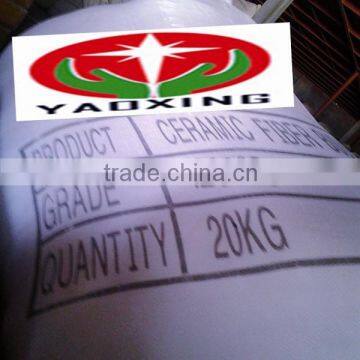 YAOXING
PRODUCT CERAMIC FIBER
trade.china.cn
GRADE
QUANTITY 20KG